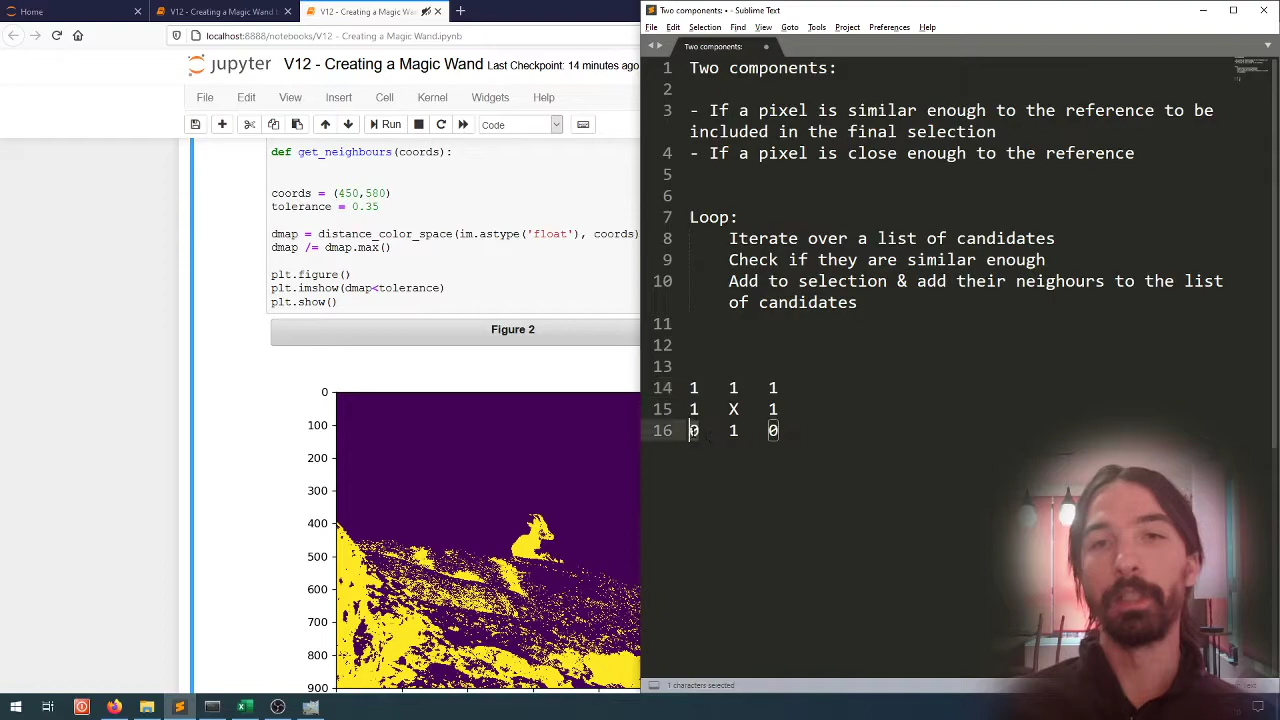 Home
V12 - Creating a Magic Wand b
V12 - Creating a Magic Wand
localhost:8888/notebooks/V12 - Creating a Magic Wand.ipynb
jupyter V12 - Creating a Magic Wand Last Checkpoint: 14 minutes ago
File Edit View Insert Cell Kernel Widgets Help
Run Code
def get_neighbours(coords):
coords = (450,580)
tolerance = 0.35
dmap = distance_color_space(im.astype('float'), coords)
dmap /= dmap.max()
plt.figure()
plt.imshow(dmap<tolerance)
plt.show()
Figure 2
0
100
200
300
400
500
600
700
800
900
Two components: • - Sublime Text
File Edit Selection Find View Goto Tools Project Preferences Help
Two components:
1 Two components:
2
3 - If a pixel is similar enough to the reference to be
included in the final selection
4 - If a pixel is close enough to the reference
5
6
7 Loop:
8 Iterate over a list of candidates
9 Check if they are similar enough
10 Add to selection & add their neighours to the list
of candidates
11
12
13
14 1 1 1
15 1 X 1
16 0 1 0
1 characters selected